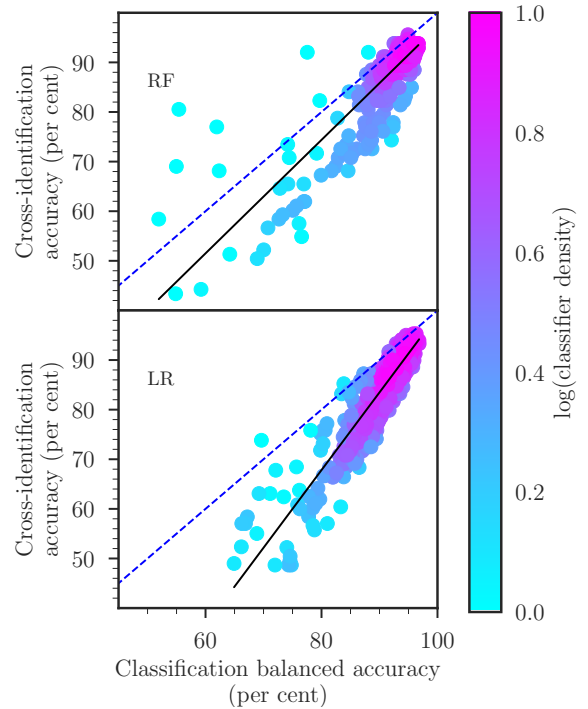 RF
90
80
70
60
50
Cross-identification
accuracy (per cent)
LR
90
80
70
60
50
Cross-identification
accuracy (per cent)
60
80
100
Classification balanced accuracy
(per cent)
1.0
0.8
0.6
0.4
0.2
0.0
log(classifier density)